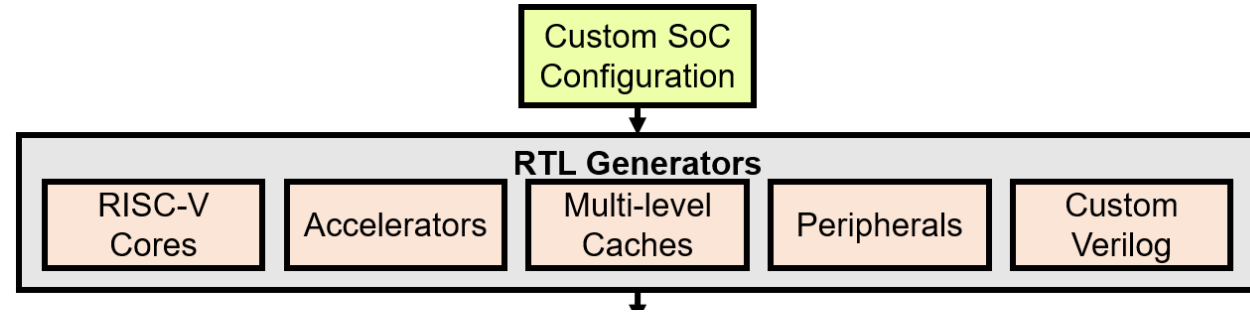 Custom SoC
Configuration
RTL Generators
RISC-V
Cores
Accelerators
Multi-level
Caches
Peripherals
Custom
Verilog